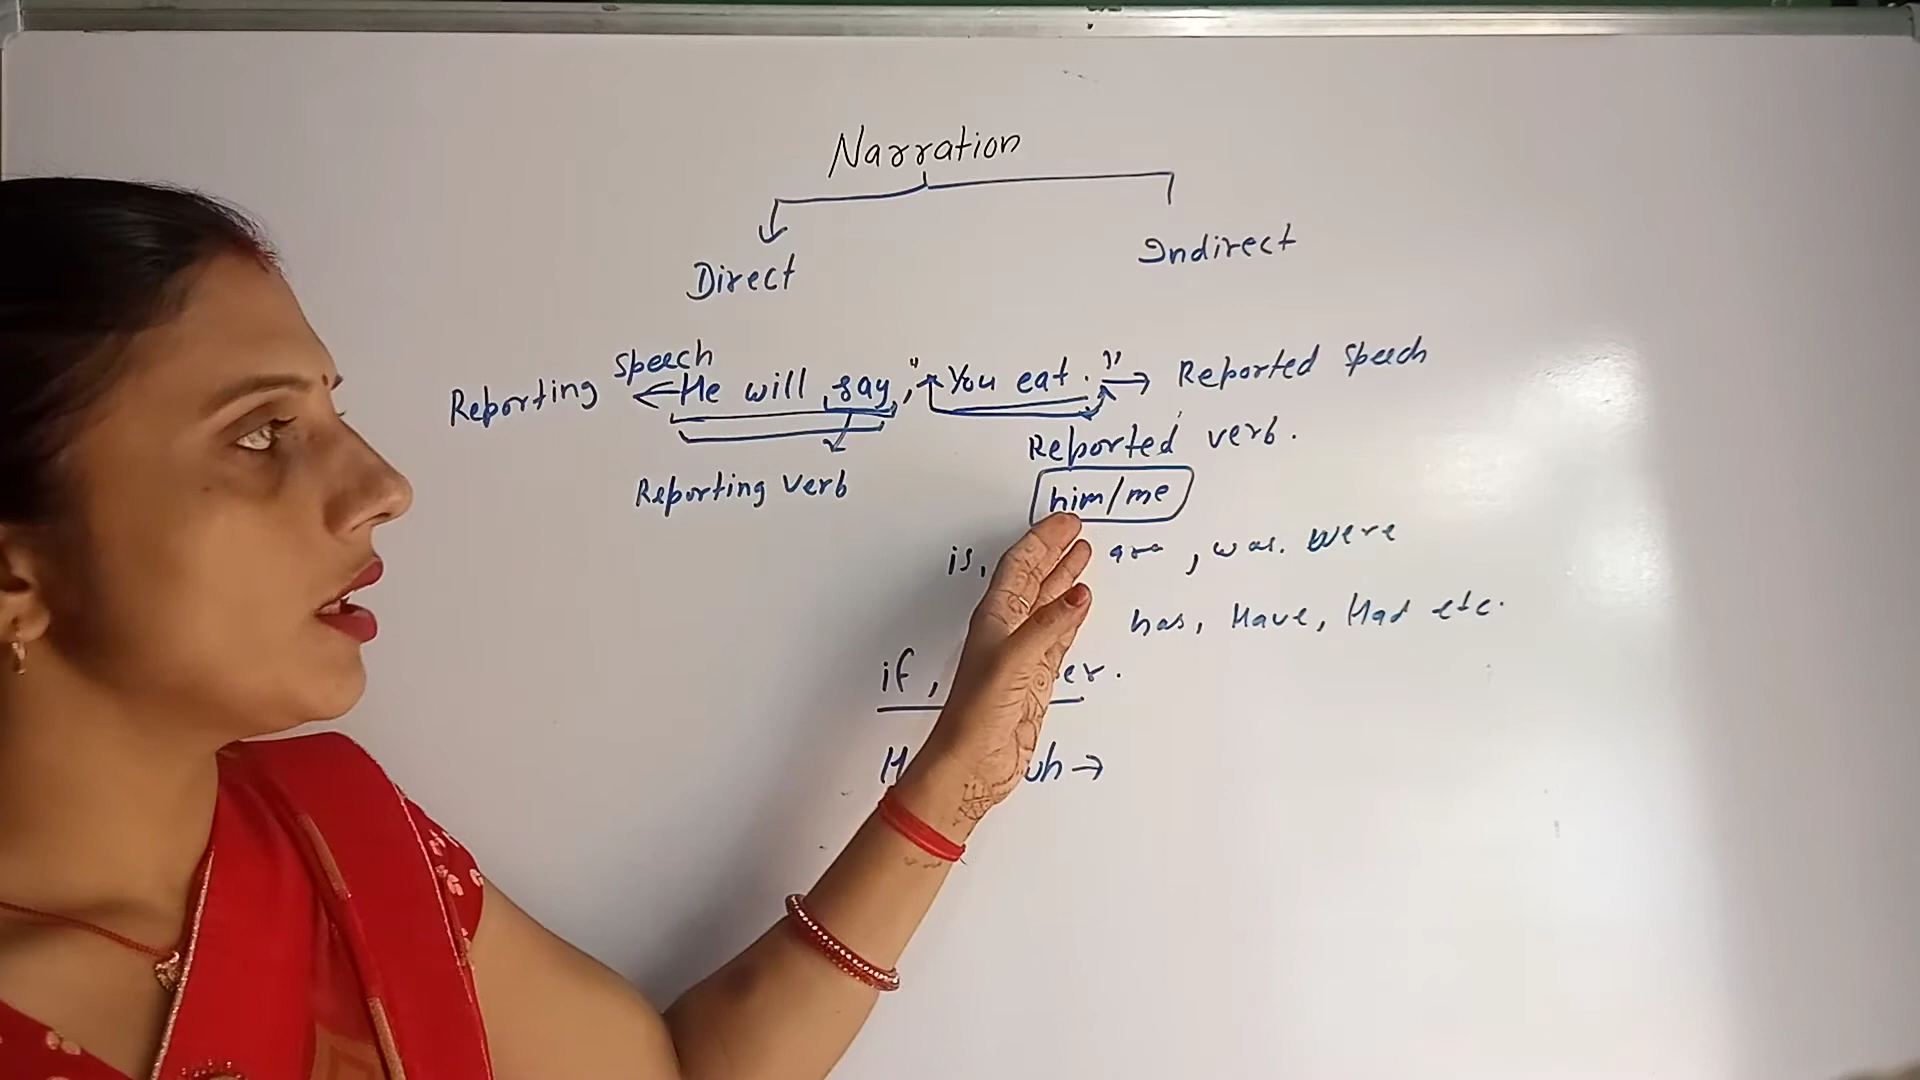 Narration
Direct
Indirect
Reporting speech ← He will say, "You eat." → Reported speech
Reporting verb
Reported verb.
him/me
is, are, was. were
has, Have, Had etc.
if,
H →